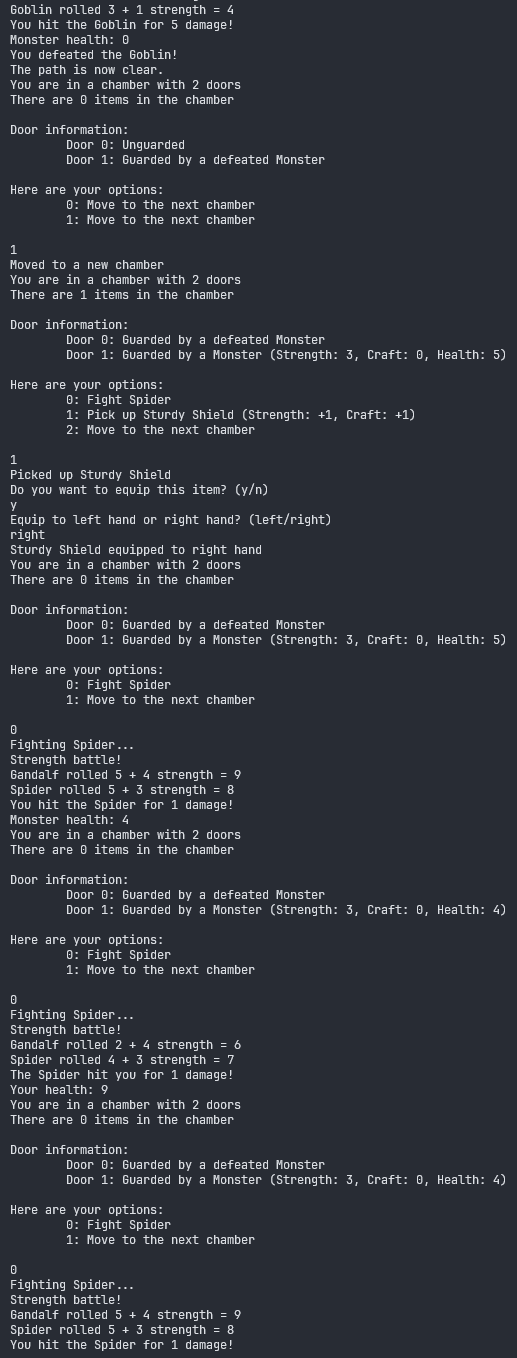 Goblin rolled 3 + 1 strength = 4
You hit the Goblin for 5 damage!
Monster health: 0
You defeated the Goblin!
The path is now clear.
You are in a chamber with 2 doors
There are 0 items in the chamber
Door information:
Door 0: Unguarded
Door 1: Guarded by a defeated Monster
Here are your options:
0: Move to the next chamber
1: Move to the next chamber
1
Moved to a new chamber
You are in a chamber with 2 doors
There are 1 items in the chamber
Door information:
Door 0: Guarded by a defeated Monster
Door 1: Guarded by a Monster (Strength: 3, Craft: 0, Health: 5)
Here are your options:
0: Fight Spider
1: Pick up Sturdy Shield (Strength: +1, Craft: +1)
2: Move to the next chamber
1
Picked up Sturdy Shield
Do you want to equip this item? (y/n)
y
Equip to left hand or right hand? (left/right)
right
Sturdy Shield equipped to right hand
You are in a chamber with 2 doors
There are 0 items in the chamber
Door information:
Door 0: Guarded by a defeated Monster
Door 1: Guarded by a Monster (Strength: 3, Craft: 0, Health: 5)
Here are your options:
0: Fight Spider
1: Move to the next chamber
0
Fighting Spider...
Strength battle!
Gandalf rolled 5 + 4 strength = 9
Spider rolled 5 + 3 strength = 8
You hit the Spider for 1 damage!
Monster health: 4
You are in a chamber with 2 doors
There are 0 items in the chamber
Door information:
Door 0: Guarded by a defeated Monster
Door 1: Guarded by a Monster (Strength: 3, Craft: 0, Health: 4)
Here are your options:
0: Fight Spider
1: Move to the next chamber
0
Fighting Spider...
Strength battle!
Gandalf rolled 2 + 4 strength = 6
Spider rolled 4 + 3 strength = 7
The Spider hit you for 1 damage!
Your health: 9
You are in a chamber with 2 doors
There are 0 items in the chamber
Door information:
Door 0: Guarded by a defeated Monster
Door 1: Guarded by a Monster (Strength: 3, Craft: 0, Health: 4)
Here are your options:
0: Fight Spider
1: Move to the next chamber
0
Fighting Spider...
Strength battle!
Gandalf rolled 5 + 4 strength = 9
Spider rolled 5 + 3 strength = 8
You hit the Spider for 1 damage!